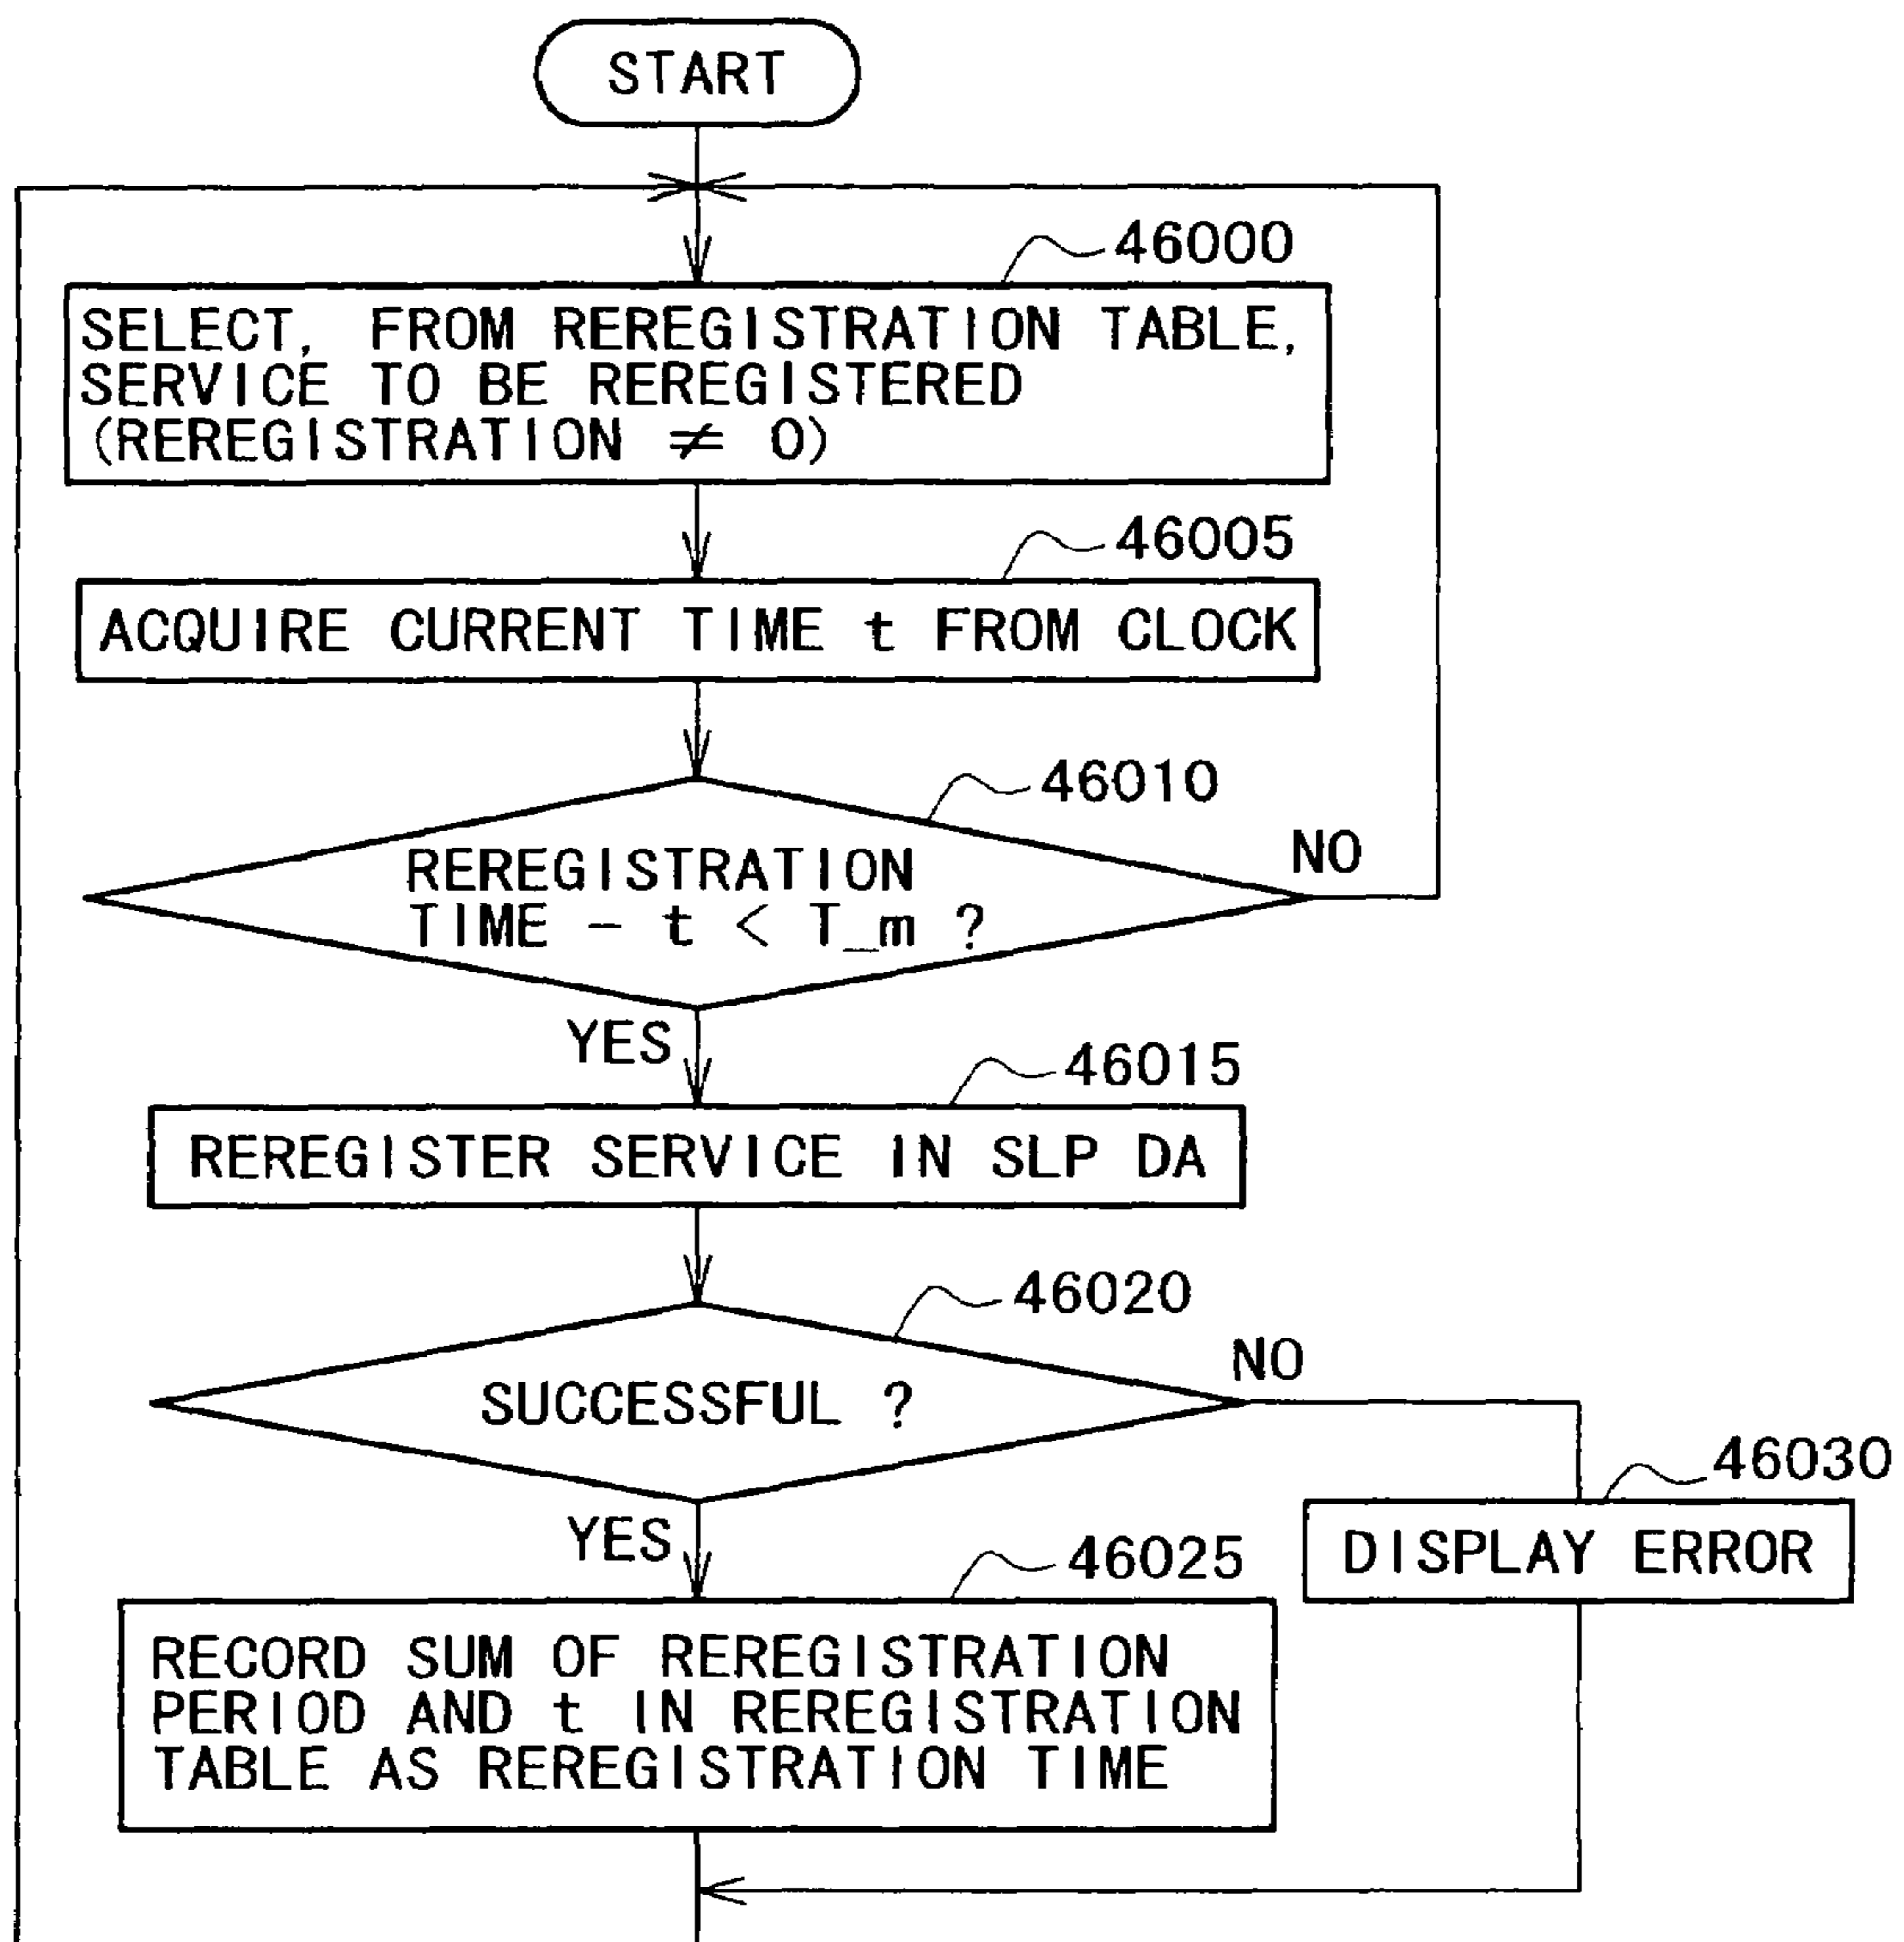 START
46000
SELECT, FROM REREGISTRATION TABLE,
SERVICE TO BE REREGISTERED
(REREGISTRATION ≠ 0)
46005
ACQUIRE CURRENT TIME t FROM CLOCK
46010
NO
REREGISTRATION
TIME - t < T_m ?
YES
46015
REREGISTER SERVICE IN SLP DA
46020
NO
SUCCESSFUL ?
46030
YES
DISPLAY ERROR
46025
RECORD SUM OF REREGISTRATION
PERIOD AND t IN REREGISTRATION
TABLE AS REREGISTRATION TIME